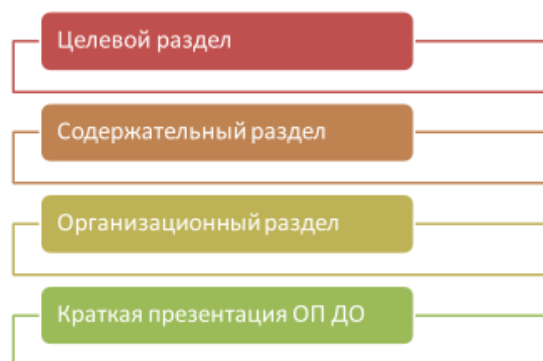 Целевой раздел
Содержательный раздел
Организационный раздел
Краткая презентация ОП ДО